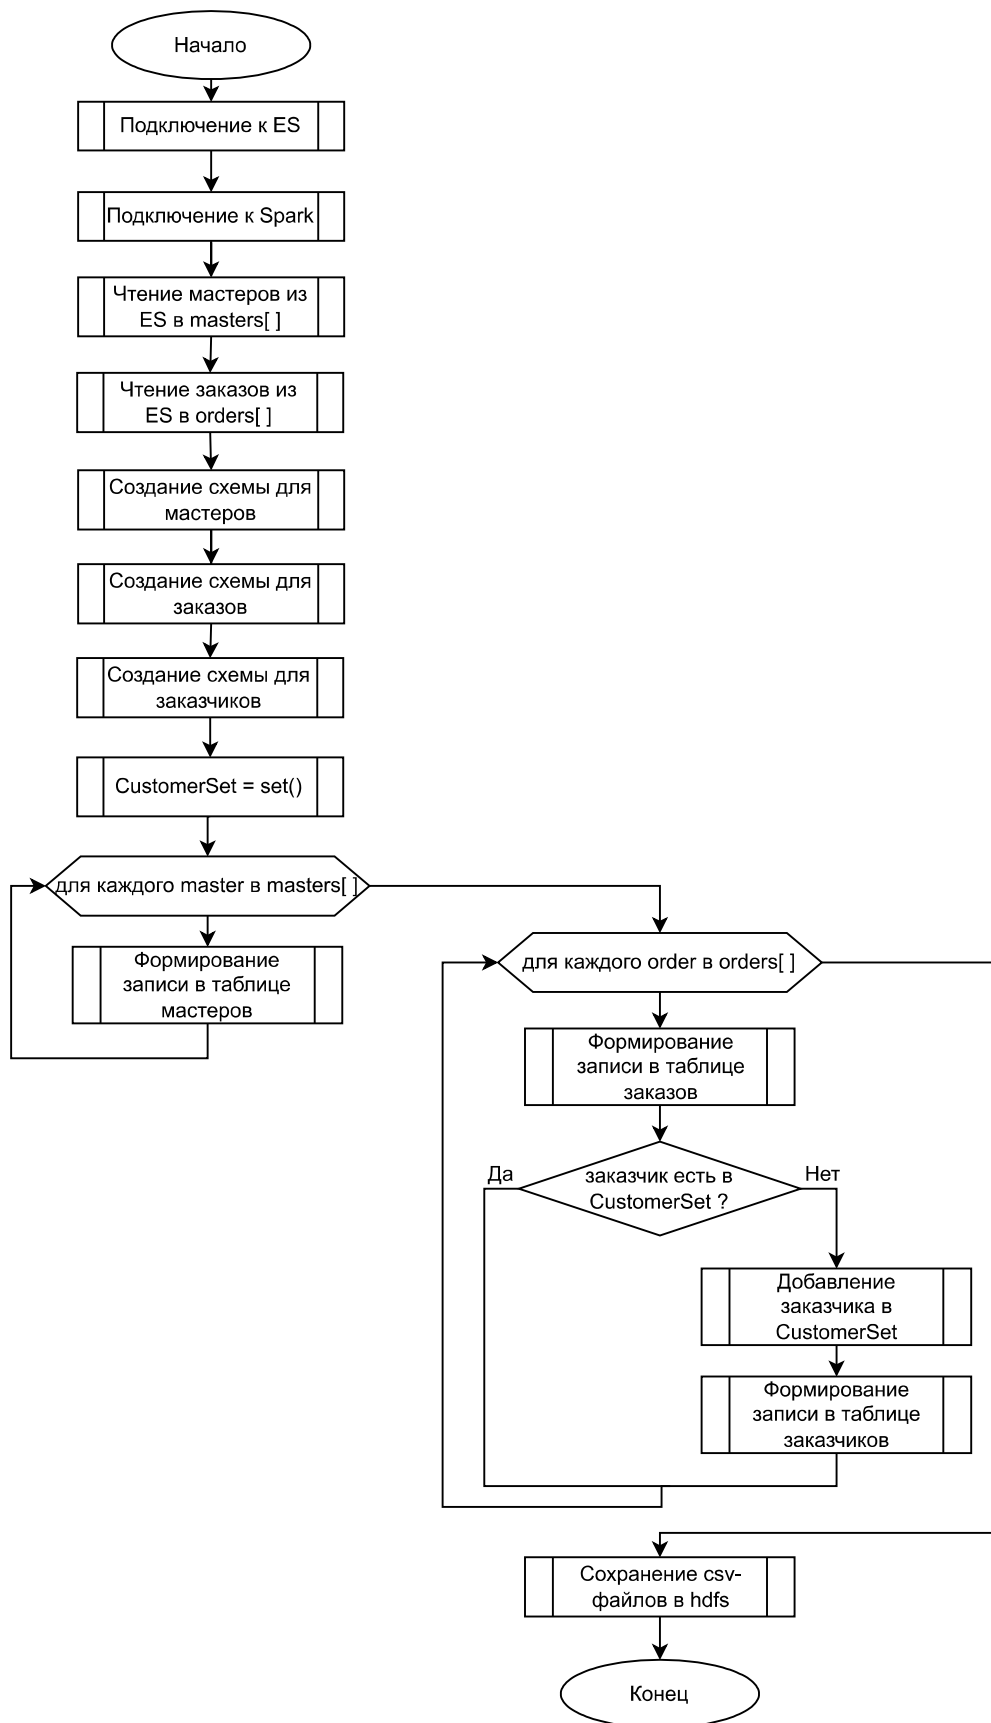 Начало
Подключение к ES
Подключение к Spark
Чтение мастеров из
ES в masters[ ]
Чтение заказов из
ES в orders[ ]
Создание схемы для
мастеров
Создание схемы для
заказов
Создание схемы для
заказчиков
CustomerSet = set()
для каждого master в masters[ ]
Формирование
записи в таблице
мастеров
для каждого order в orders[ ]
Формирование
записи в таблице
заказов
заказчик есть в
CustomerSet ?
Да
Нет
Добавление
заказчика в
CustomerSet
Формирование
записи в таблице
заказчиков
Сохранение csv-
файлов в hdfs
Конец